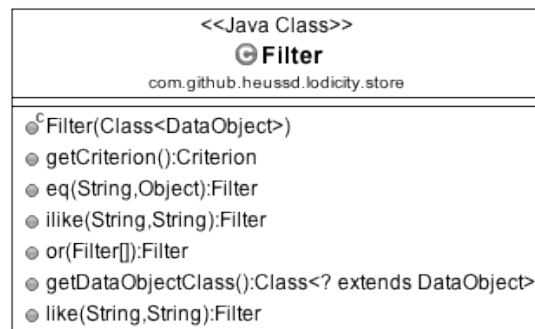 <<Java Class>>
C Filter
com.github.heussd.lodicity.store
c Filter(Class<DataObject>)
getCriterion():Criterion
eq(String,Object):Filter
ilike(String,String):Filter
or(Filter[]):Filter
getDataObjectClass():Class<? extends DataObject>
like(String,String):Filter